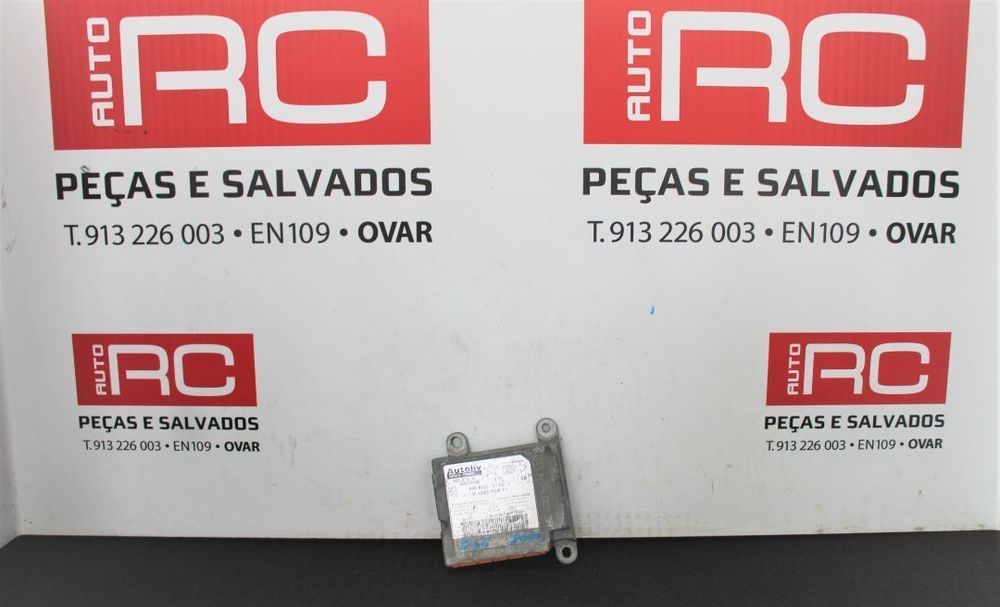 AUTO RC
PEÇAS E SALVADOS
T. 913 226 003 • EN109 • OVAR
AUTO RC
PEÇAS E SALVADOS
T. 913 226 003 • EN109 • OVAR
AUTO RC
PEÇAS E SALVADOS
T. 913 226 003 • EN109 • OVAR
AUTO RC
PEÇAS E SALVADOS
T. 913 226 003 • EN109 • OVAR
Autoliv